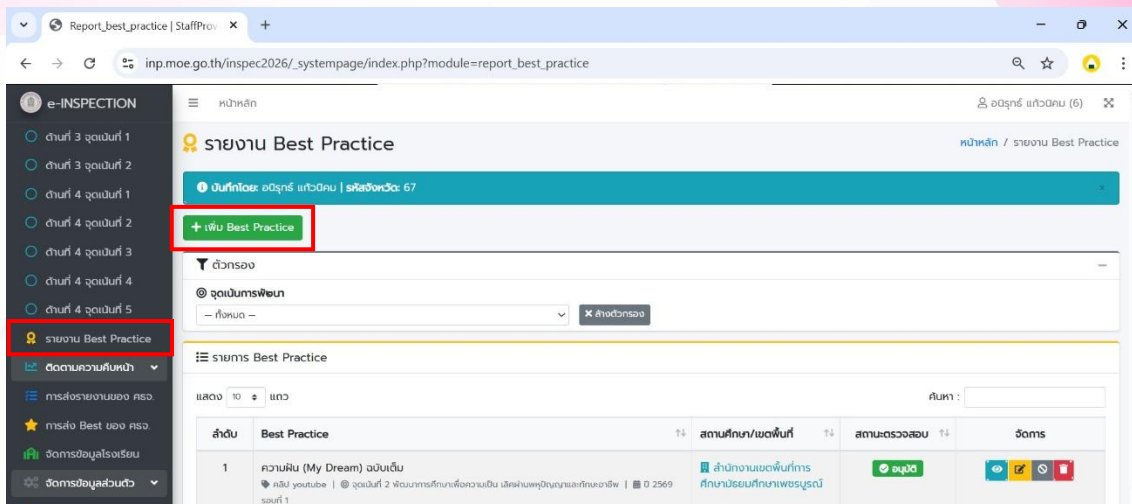 Report_best_practice | StaffProv
inp.moe.go.th/inspec2026/_systempage/index.php?module=report_best_practice
e-INSPECTION
หน้าหลัก
อนิรุทธ์ แก้วนิคม (6)
ด้านที่ 3 จุดเน้นที่ 1
ด้านที่ 3 จุดเน้นที่ 2
ด้านที่ 4 จุดเน้นที่ 1
ด้านที่ 4 จุดเน้นที่ 2
ด้านที่ 4 จุดเน้นที่ 3
ด้านที่ 4 จุดเน้นที่ 4
ด้านที่ 4 จุดเน้นที่ 5
รายงาน Best Practice
ติดตามความคืบหน้า
การส่งรายงานของ ศธจ.
การส่ง Best ของ ศธจ.
จัดการข้อมูลโรงเรียน
จัดการข้อมูลส่วนตัว
รายงาน Best Practice
หน้าหลัก / รายงาน Best Practice
บันทึกโดย: อนิรุทธ์ แก้วนิคม | รหัสจังหวัด: 67
+ เพิ่ม Best Practice
ตัวกรอง
จุดเน้นการพัฒนา
-- ทั้งหมด --
ล้างตัวกรอง
รายการ Best Practice
แสดง 10 แถว
ค้นหา :
ลำดับ Best Practice สถานศึกษา/เขตพื้นที่ สถานะตรวจสอบ จัดการ
1 ความฝัน (My Dream) ฉบับเต็ม สำนักงานเขตพื้นที่การ อนุมัติ
คลิป youtube | จุดเน้นที่ 2 พัฒนาการศึกษาเพื่อความเป็น เลิศผ่านพหุปัญญาและทักษะอาชีพ | ปี 2569 ศึกษามัธยมศึกษาเพชรบูรณ์
รอบที่ 1